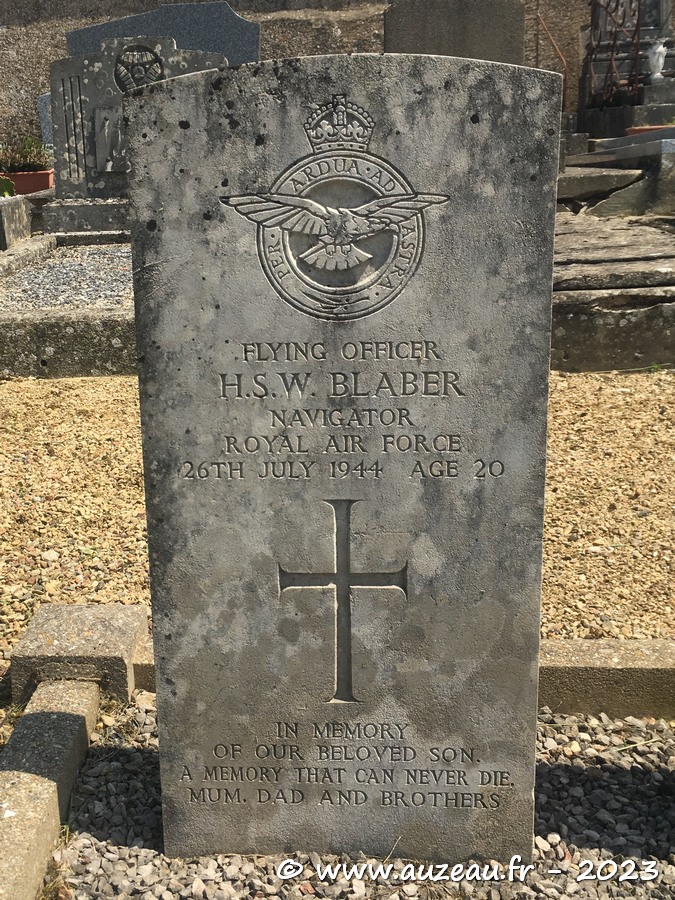 PER · ARDUA · AD ASTRA
FLYING OFFICER
H.S.W. BLABER
NAVIGATOR
ROYAL AIR FORCE
26TH JULY 1944 AGE 20
IN MEMORY
OF OUR BELOVED SON.
A MEMORY THAT CAN NEVER DIE.
MUM, DAD AND BROTHERS
© www.auzeau.fr - 2023